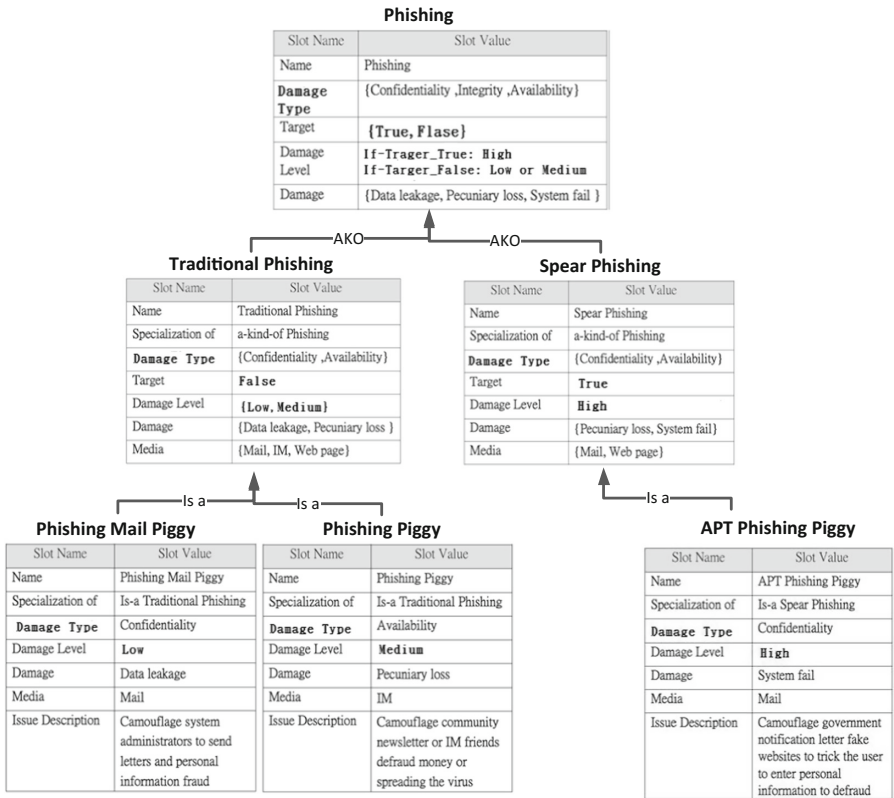 Phishing
Slot Name Slot Value
Name Phishing
Damage Type {Confidentiality ,Integrity ,Availability}
Target {True, Flase}
Damage Level If-Trager_True: High
If-Targer_False: Low or Medium
Damage {Data leakage, Pecuniary loss, System fail }
AKO AKO
Traditional Phishing
Slot Name Slot Value
Name Traditional Phishing
Specialization of a-kind-of Phishing
Damage Type {Confidentiality ,Availability}
Target False
Damage Level {Low, Medium}
Damage {Data leakage, Pecuniary loss }
Media {Mail, IM, Web page}
Spear Phishing
Slot Name Slot Value
Name Spear Phishing
Specialization of a-kind-of Phishing
Damage Type {Confidentiality ,Availability}
Target True
Damage Level High
Damage {Pecuniary loss, System fail}
Media {Mail, Web page}
Is a Is a Is a
Phishing Mail Piggy
Slot Name Slot Value
Name Phishing Mail Piggy
Specialization of Is-a Traditional Phishing
Damage Type Confidentiality
Damage Level Low
Damage Data leakage
Media Mail
Issue Description Camouflage system
administrators to send
letters and personal
information fraud
Phishing Piggy
Slot Name Slot Value
Name Phishing Piggy
Specialization of Is-a Traditional Phishing
Damage Type Availability
Damage Level Medium
Damage Pecuniary loss
Media IM
Issue Description Camouflage community
newsletter or IM friends
defraud money or
spreading the virus
APT Phishing Piggy
Slot Name Slot Value
Name APT Phishing Piggy
Specialization of Is-a Spear Phishing
Damage Type Confidentiality
Damage Level High
Damage System fail
Media Mail
Issue Description Camouflage government
notification letter fake
websites to trick the user
to enter personal
information to defraud